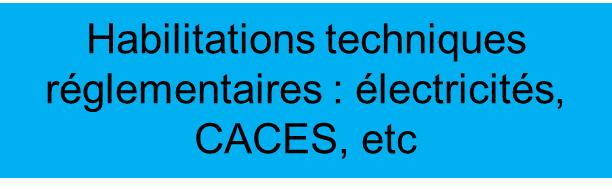 Habilitations techniques
réglementaires : électricités,
CACES, etc